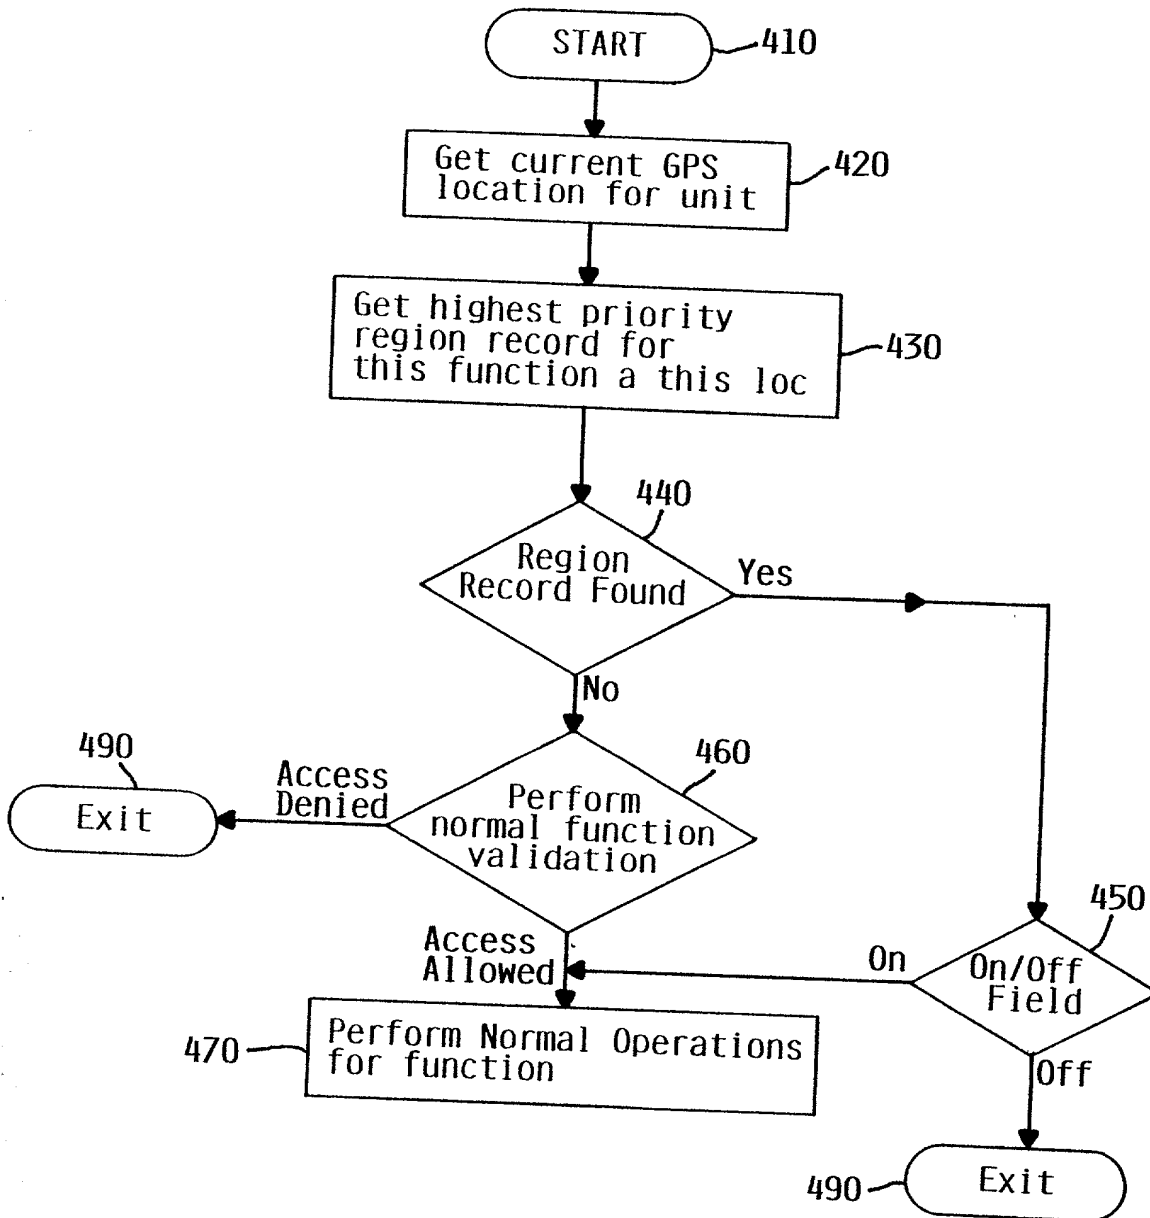 START
410
Get current GPS
location for unit
420
Get highest priority
region record for
this function a this loc
430
440
Region
Record Found
Yes
No
490
Exit
Access
Denied
460
Perform
normal function
validation
450
On/Off
Field
On
Access
Allowed
470
Perform Normal Operations
for function
Off
490
Exit